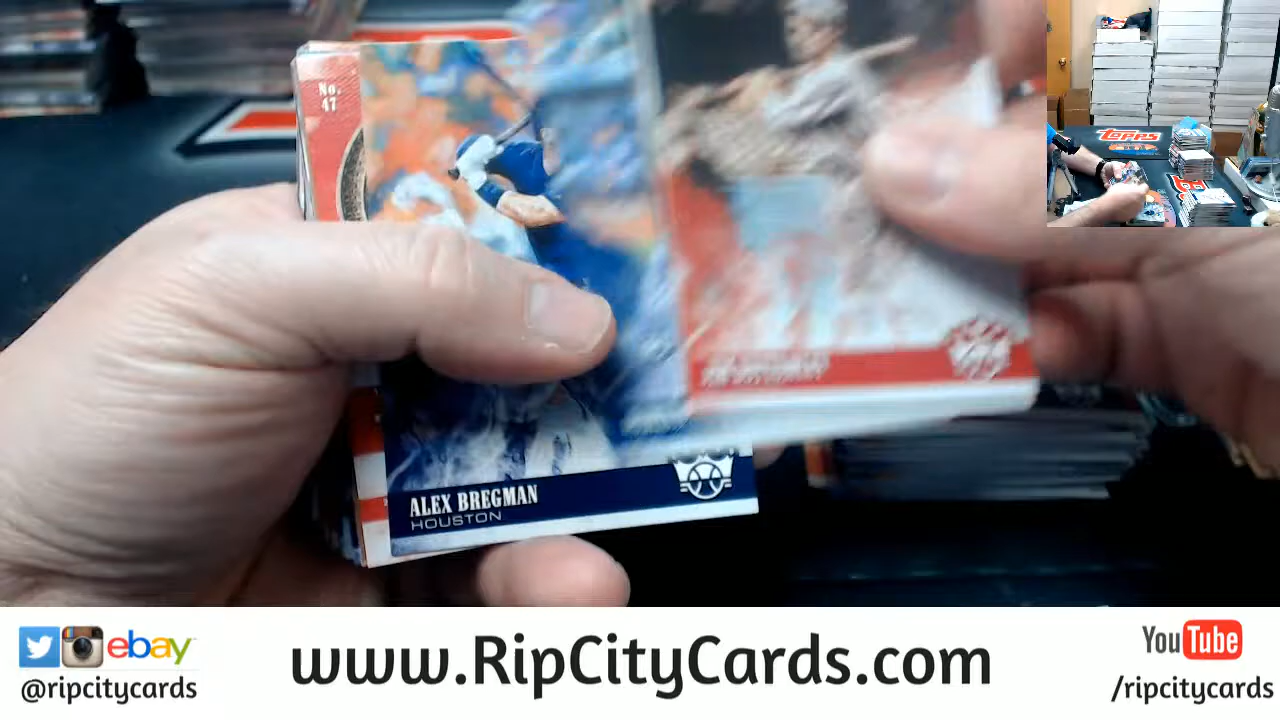 No.
47
TOPPS
ALEX BREGMAN
HOUSTON
ebay
@ripcitycards
www.RipCityCards.com
YouTube
/ripcitycards